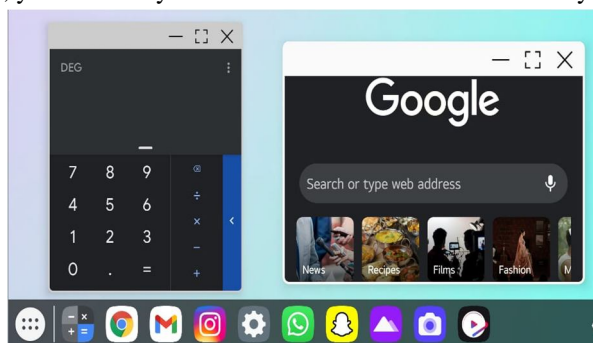 DEG
7 8 9
÷
4 5 6
×
1 2 3
−
0 . =
+
Google
Search or type web address
News Recipes Films Fashion M